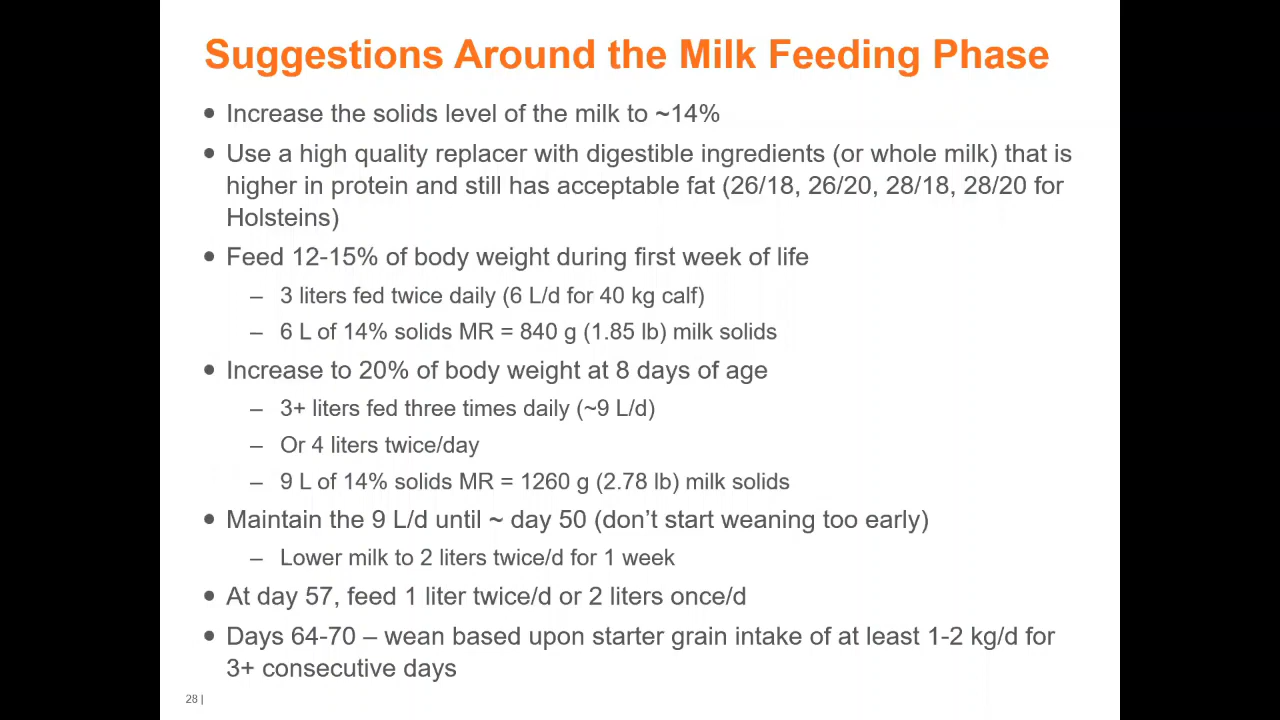 Suggestions Around the Milk Feeding Phase
• Increase the solids level of the milk to ~14%
• Use a high quality replacer with digestible ingredients (or whole milk) that is
higher in protein and still has acceptable fat (26/18, 26/20, 28/18, 28/20 for
Holsteins)
• Feed 12-15% of body weight during first week of life
– 3 liters fed twice daily (6 L/d for 40 kg calf)
– 6 L of 14% solids MR = 840 g (1.85 lb) milk solids
• Increase to 20% of body weight at 8 days of age
– 3+ liters fed three times daily (~9 L/d)
– Or 4 liters twice/day
– 9 L of 14% solids MR = 1260 g (2.78 lb) milk solids
• Maintain the 9 L/d until ~ day 50 (don’t start weaning too early)
– Lower milk to 2 liters twice/d for 1 week
• At day 57, feed 1 liter twice/d or 2 liters once/d
• Days 64-70 – wean based upon starter grain intake of at least 1-2 kg/d for
3+ consecutive days
28 |